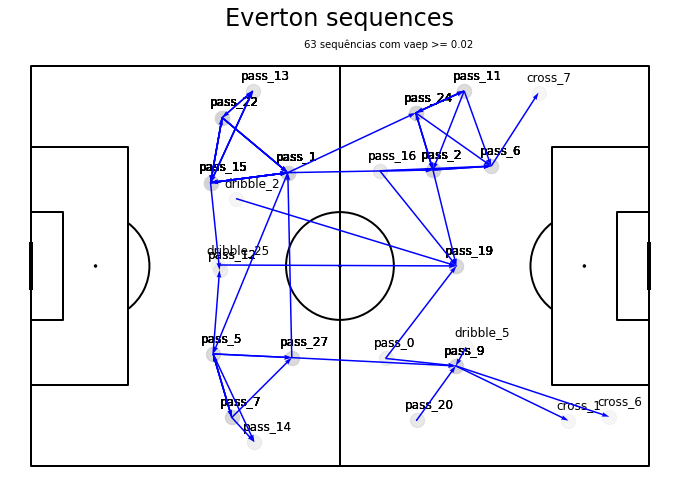 Everton sequences
63 sequências com vaep >= 0.02
pass_13
pass_11
cross_7
pass_22
pass_24
pass_1
pass_16
pass_2
pass_6
pass_15
dribble_2
dribble_25
pass_12
pass_19
pass_5
pass_27
pass_0
dribble_5
pass_9
pass_7
pass_20
cross_1
cross_6
pass_14